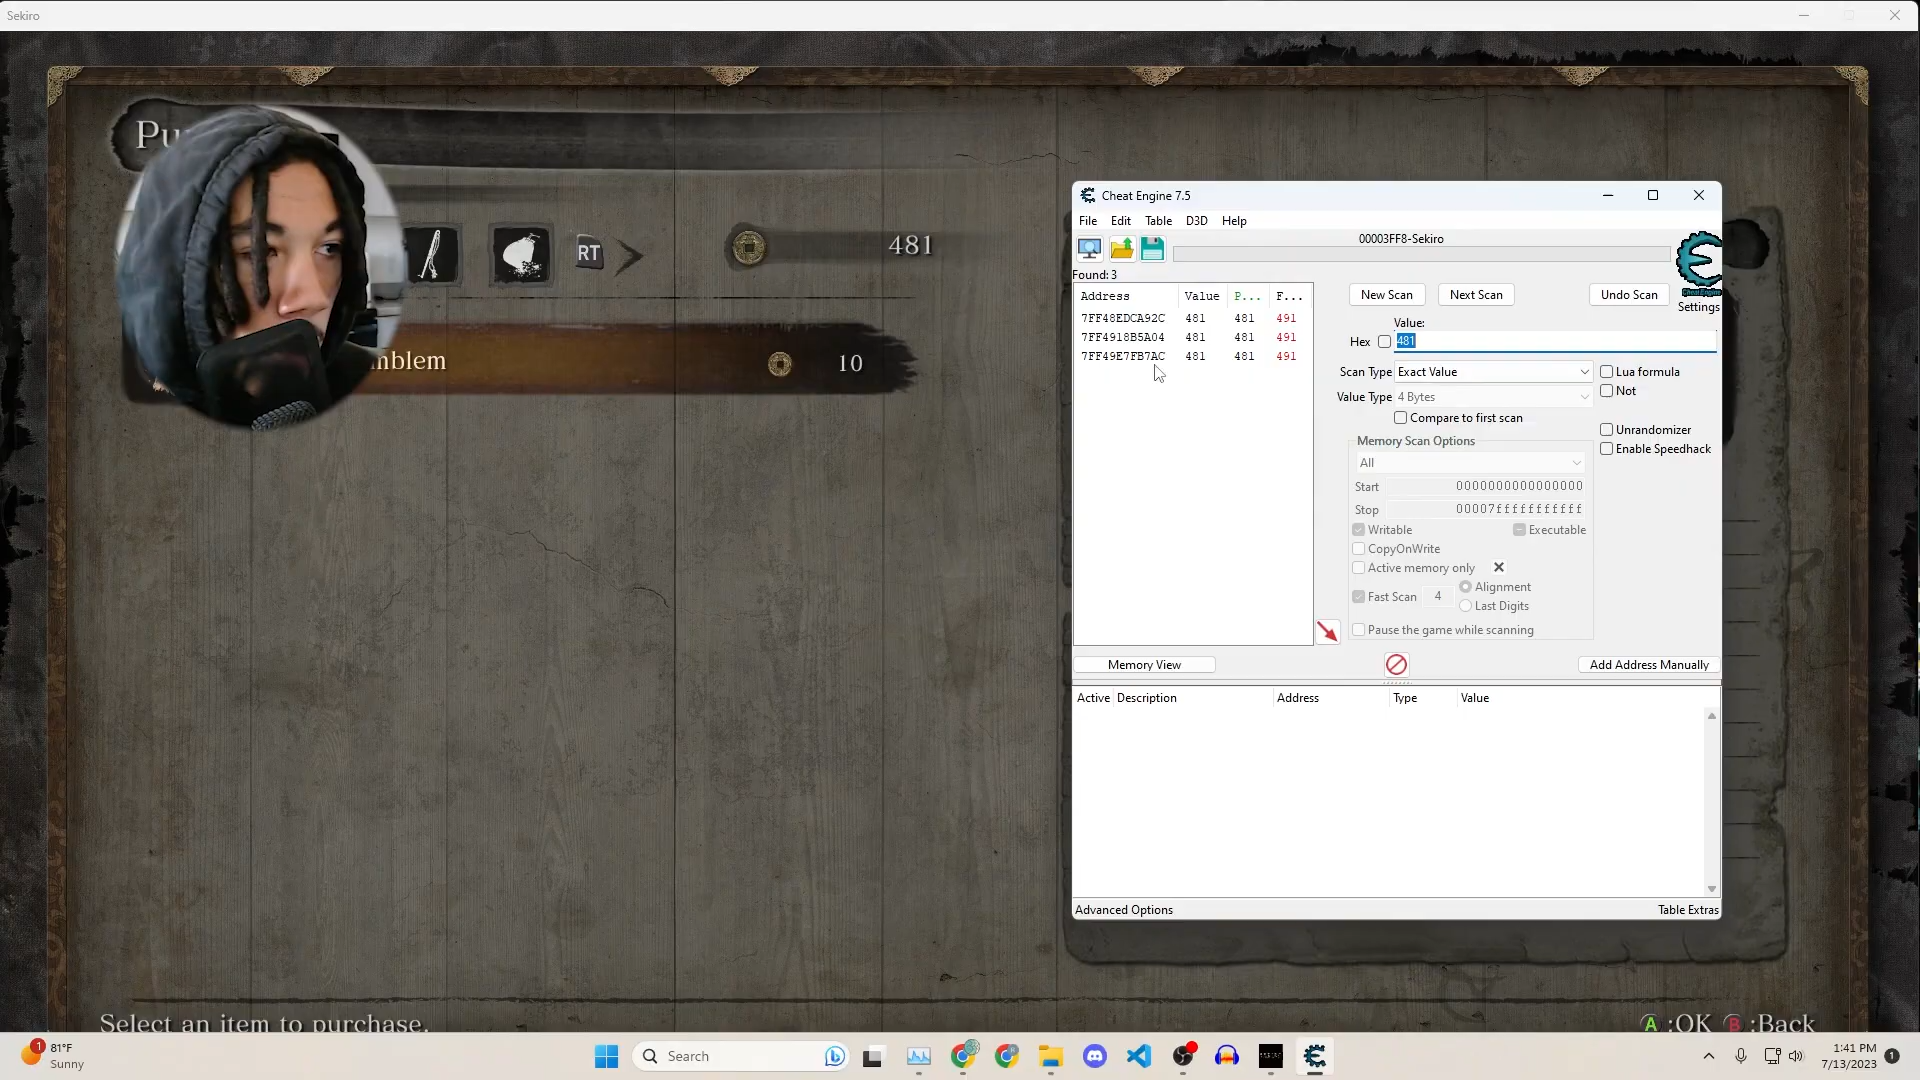 Sekiro
Pu
RT
481
mblem
10
Select an item to purchase.
A :OK B :Back
Cheat Engine 7.5
File Edit Table D3D Help
00003FF8-Sekiro
Found: 3
Address Value P... F...
7FF48EDCA92C 481 481 491
7FF4918B5A04 481 481 491
7FF49E7FB7AC 481 481 491
New Scan Next Scan Undo Scan
Cheat Engine
Settings
Value:
Hex 481
Scan Type Exact Value
Lua formula
Not
Value Type 4 Bytes
Compare to first scan
Unrandomizer
Enable Speedhack
Memory Scan Options
All
Start 0000000000000000
Stop 00007fffffffffff
Writable Executable
CopyOnWrite
Active memory only
Fast Scan 4 Alignment
Last Digits
Pause the game while scanning
Memory View Add Address Manually
Active Description Address Type Value
Advanced Options Table Extras
1 81°F
Sunny
Search
1:41 PM
7/13/2023
1